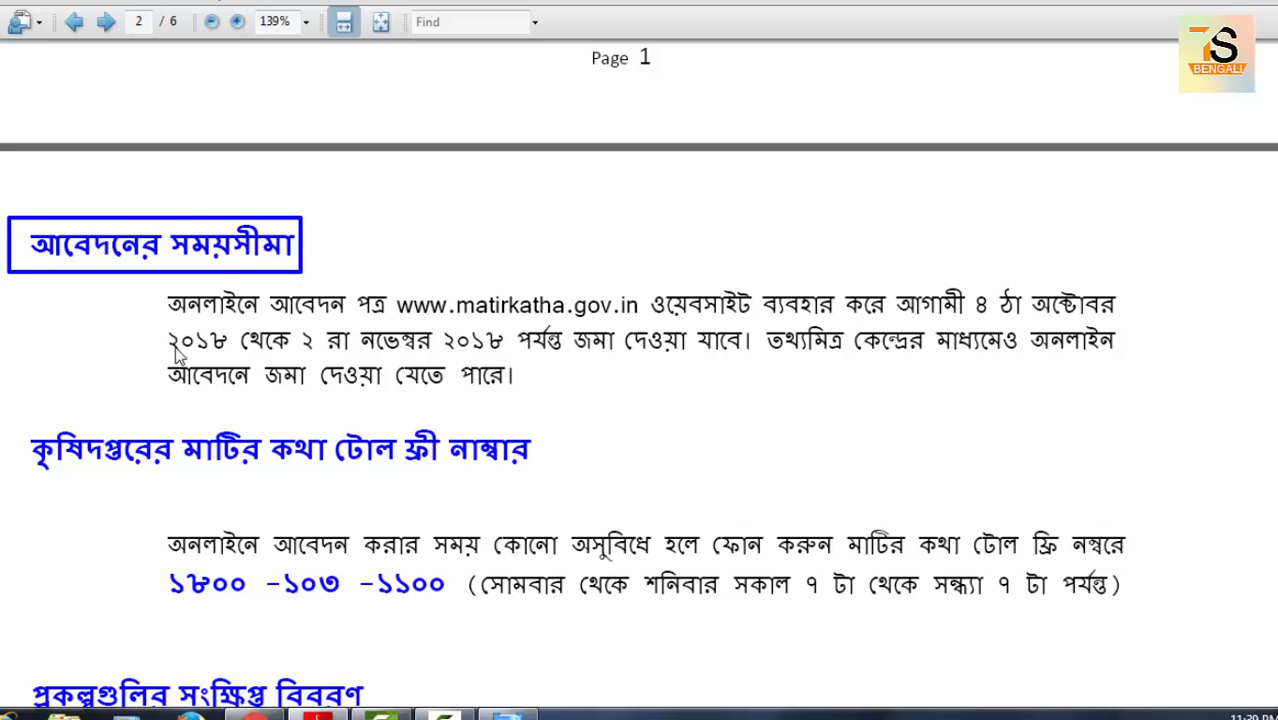 2 / 6 139% Find
7S
BENGALI
Page 1
আবেদনের সময়সীমা
অনলাইনে আবেদন পত্র www.matirkatha.gov.in ওয়েবসাইট ব্যবহার করে আগামী ৪ ঠা অক্টোবর
২০১৮ থেকে ২ রা নভেম্বর ২০১৮ পর্যন্ত জমা দেওয়া যাবে। তথ্যমিত্র কেন্দ্রের মাধ্যমেও অনলাইন
আবেদনে জমা দেওয়া যেতে পারে।
কৃষিদপ্তরের মাটির কথা টোল ফ্রী নাম্বার
অনলাইনে আবেদন করার সময় কোনো অসুবিধে হলে ফোন করুন মাটির কথা টোল ফ্রি নম্বরে
১৮০০ -১০৩ -১১০০ (সোমবার থেকে শনিবার সকাল ৭ টা থেকে সন্ধ্যা ৭ টা পর্যন্ত)
প্রকল্পগুলির সংক্ষিপ্ত বিবরণ